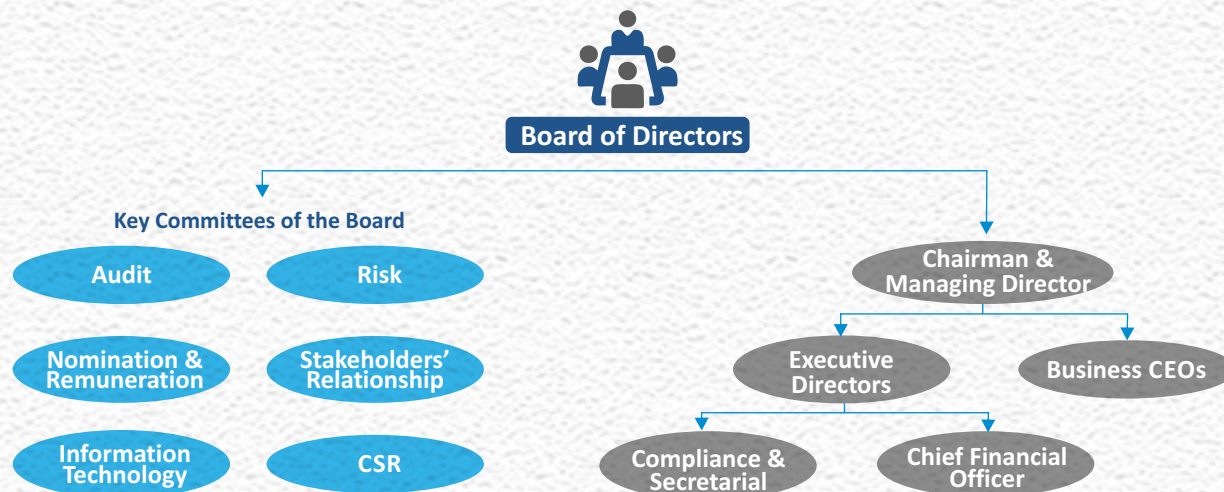 Board of Directors
Key Committees of the Board
Audit
Risk
Nomination &
Remuneration
Stakeholders’
Relationship
Information
Technology
CSR
Chairman &
Managing Director
Executive
Directors
Business CEOs
Compliance &
Secretarial
Chief Financial
Officer